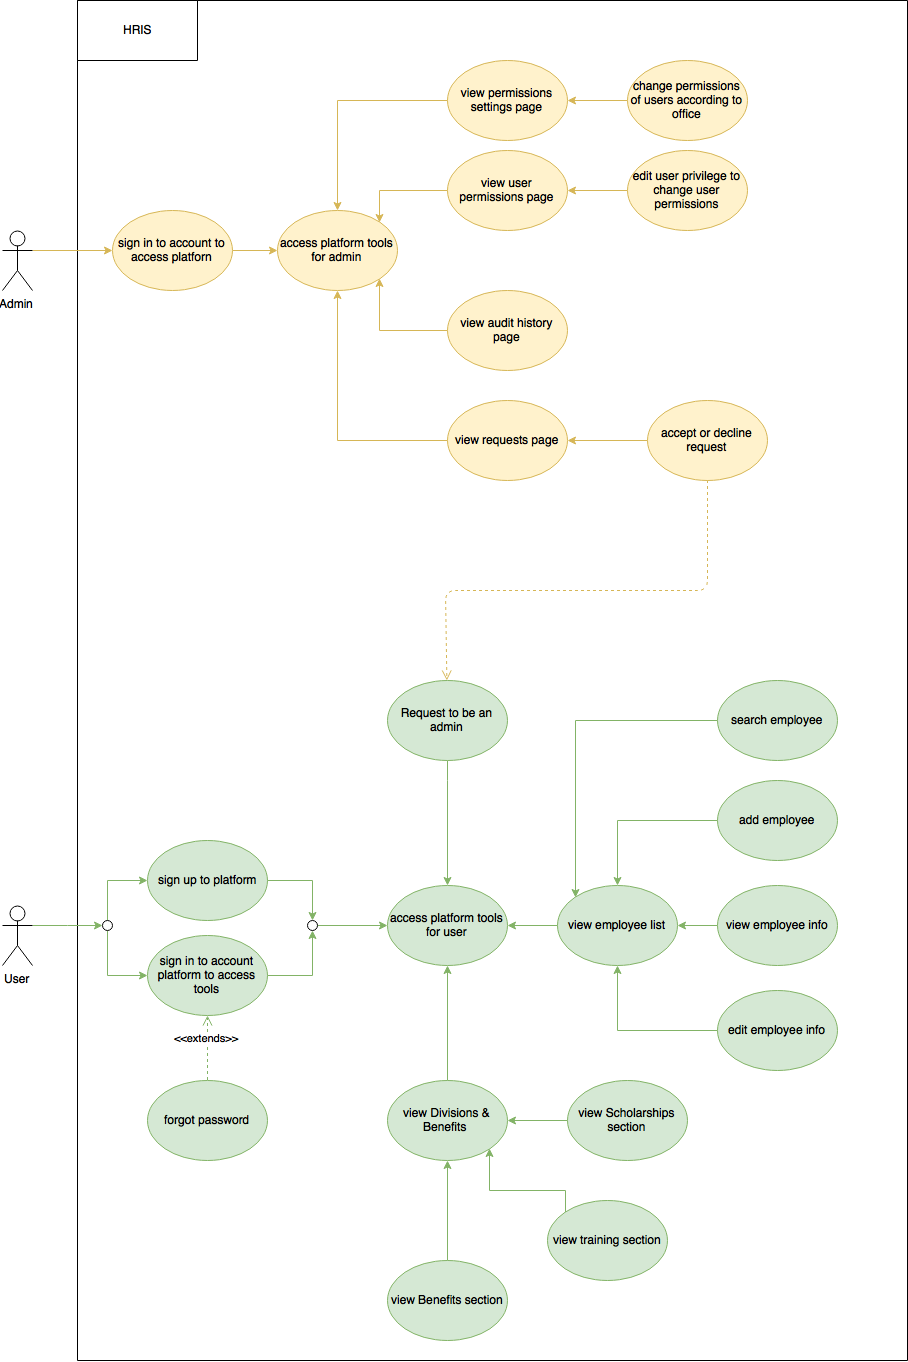 HRIS
view permissions
settings page
change permissions
of users according to
office
view user
permissions page
edit user privilege to
change user
permissions
Admin
sign in to account to
access platforn
access platform tools
for admin
view audit history
page
view requests page
accept or decline
request
Request to be an
admin
search employee
add employee
User
sign up to platform
sign in to account
platform to access
tools
access platform tools
for user
view employee list
view employee info
edit employee info
<<extends>>
forgot password
view Divisions &
Benefits
view Scholarships
section
view training section
view Benefits section